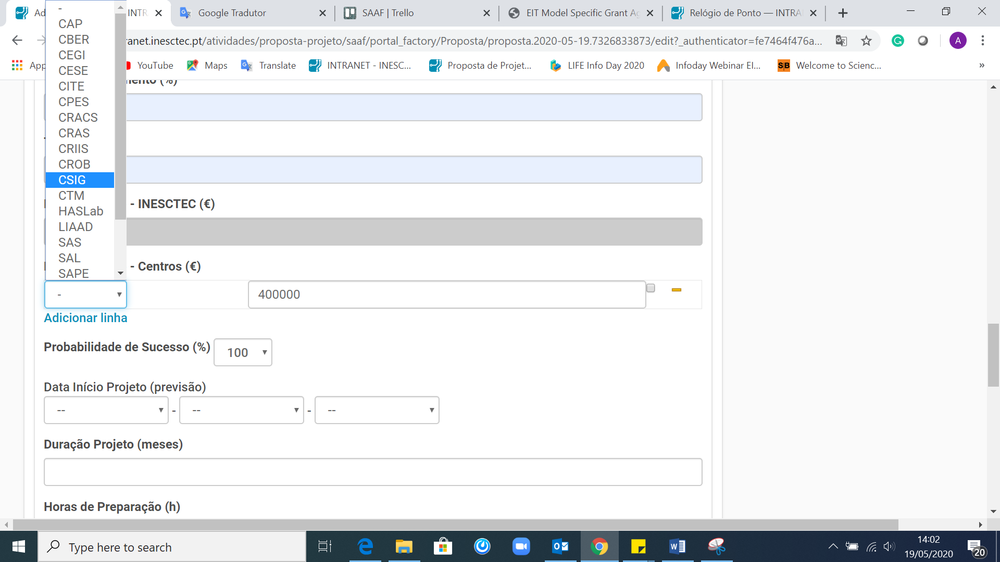 Ad
INTR
Google Tradutor
SAAF | Trello
EIT Model Specific Grant Ag
Relógio de Ponto — INTRA
ranet.inesctec.pt/atividades/proposta-projeto/saaf/portal_factory/Proposta/proposta.2020-05-19.7326833873/edit?_authenticator=fe7464f476a...
A
App
YouTube
Maps
Translate
INTRANET - INESC...
Proposta de Projet...
LIFE Info Day 2020
Infoday Webinar EI...
SB
Welcome to Scienc...
»
-
CAP
CBER
CEGI
CESE
CITE
CPES
CRACS
CRAS
CRIIS
CROB
CSIG
CTM
HASLab
LIAAD
SAS
SAL
SAPE
mento (%)
- INESCTEC (€)
- Centros (€)
-
400000
Adicionar linha
Probabilidade de Sucesso (%)
100
Data Início Projeto (previsão)
-- - -- - --
Duração Projeto (meses)
Horas de Preparação (h)
Type here to search
14:02
19/05/2020
20